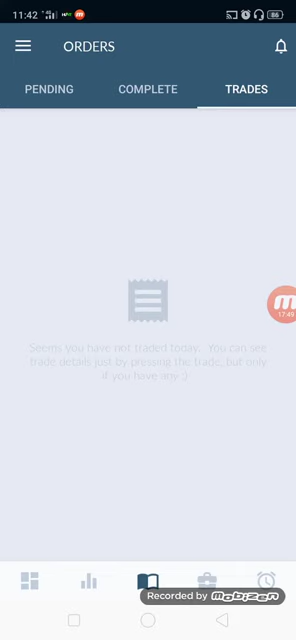 11:42
86
ORDERS
PENDING COMPLETE TRADES
17:49
Seems you have not traded today. You can see
trade details just by pressing the trade, but only
if you have any :)
Recorded by MOBIZEN